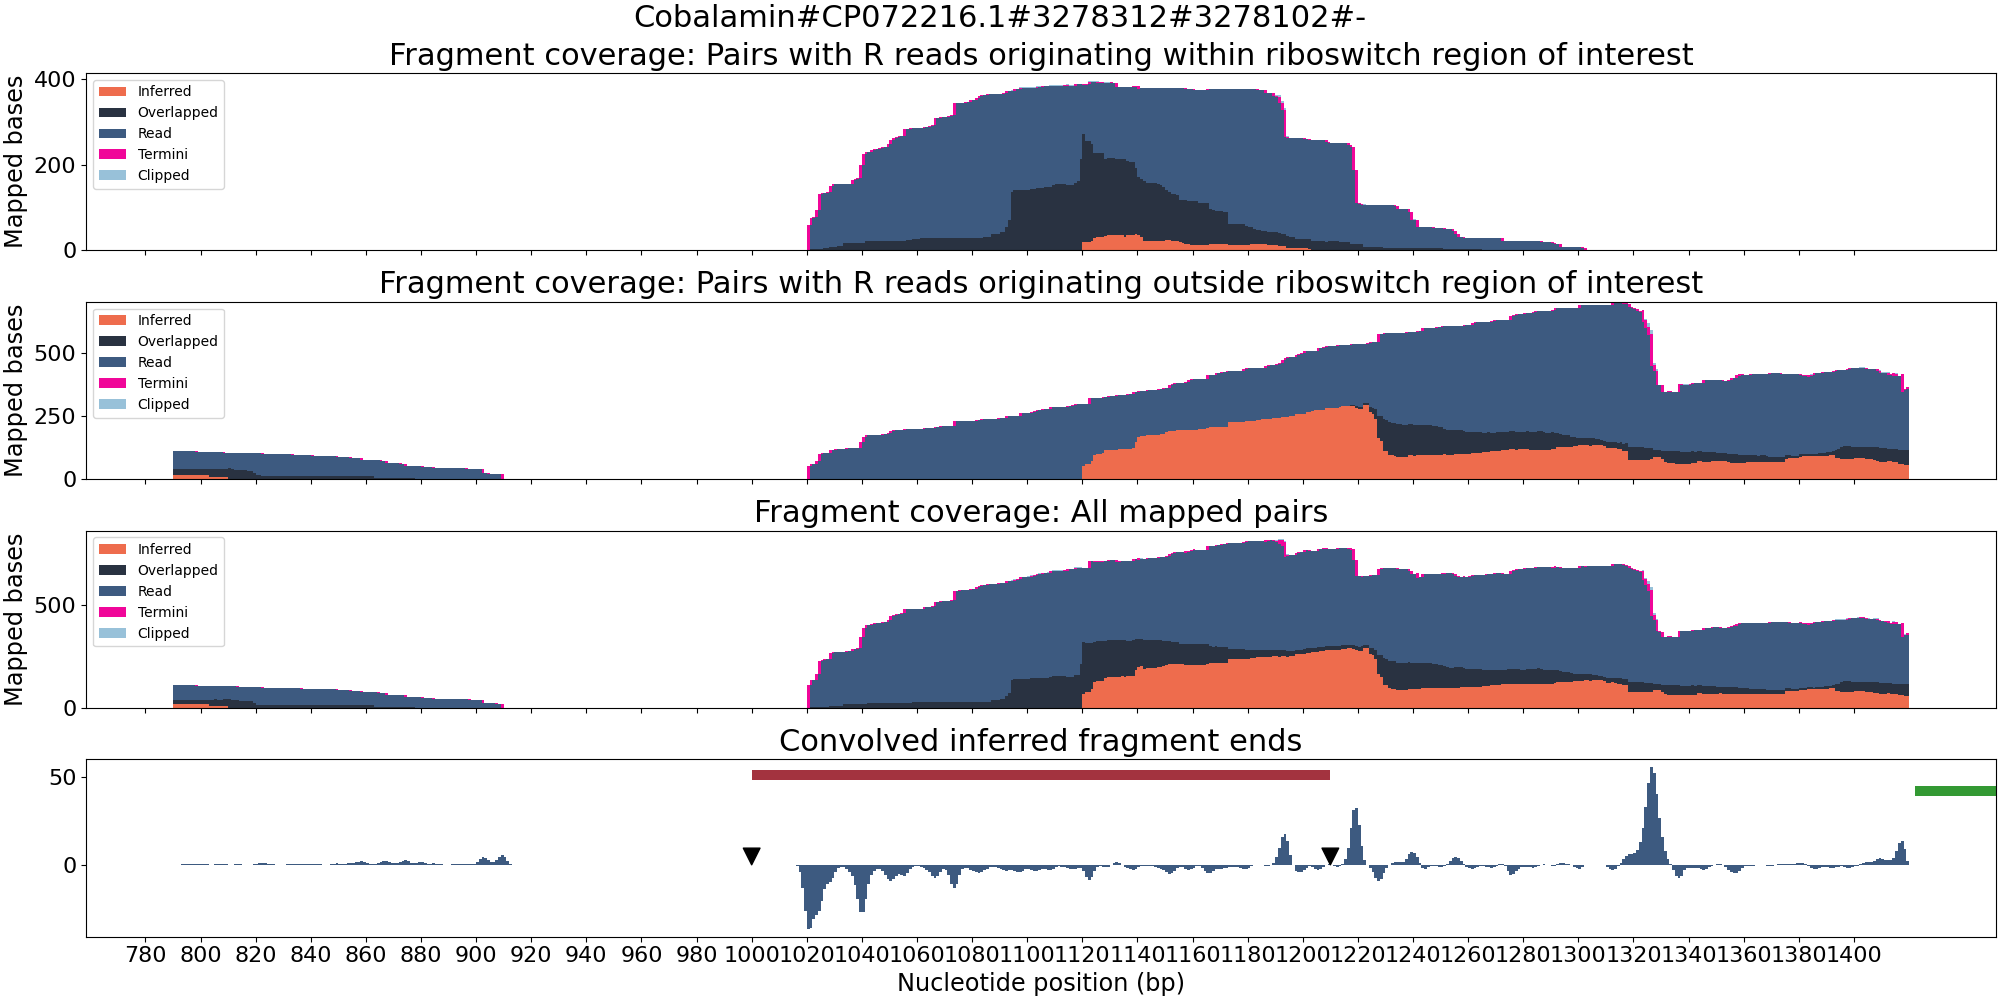 Cobalamin#CP072216.1#3278312#3278102#-
Fragment coverage: Pairs with R reads originating within riboswitch region of interest
Mapped bases
400
200
0
Inferred
Overlapped
Read
Termini
Clipped
Fragment coverage: Pairs with R reads originating outside riboswitch region of interest
Mapped bases
500
250
0
Inferred
Overlapped
Read
Termini
Clipped
Fragment coverage: All mapped pairs
Mapped bases
500
0
Inferred
Overlapped
Read
Termini
Clipped
Convolved inferred fragment ends
50
0
780 800 820 840 860 880 900 920 940 960 980 1000 1020 1040 1060 1080 1100 1120 1140 1160 1180 1200 1220 1240 1260 1280 1300 1320 1340 1360 1380 1400
Nucleotide position (bp)